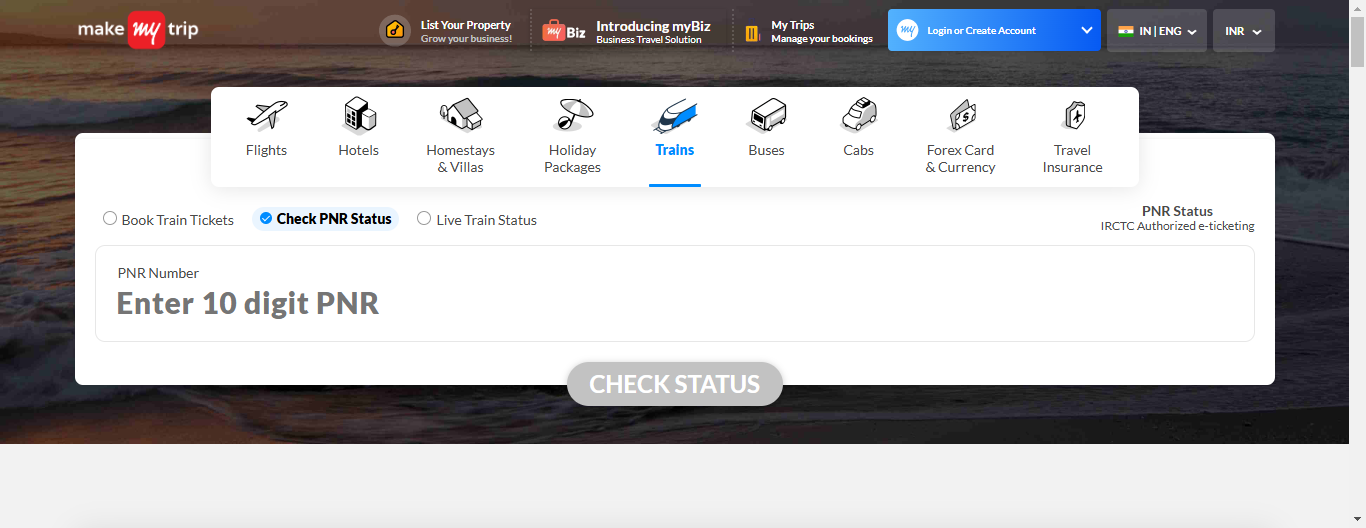 make my trip
List Your Property
Grow your business!
my Biz
Introducing myBiz
Business Travel Solution
My Trips
Manage your bookings
my
Login or Create Account
IN | ENG
INR
Flights
Hotels
Homestays
& Villas
Holiday
Packages
Trains
Buses
Cabs
Forex Card
& Currency
Travel
Insurance
Book Train Tickets
Check PNR Status
Live Train Status
PNR Status
IRCTC Authorized e-ticketing
PNR Number
Enter 10 digit PNR
CHECK STATUS